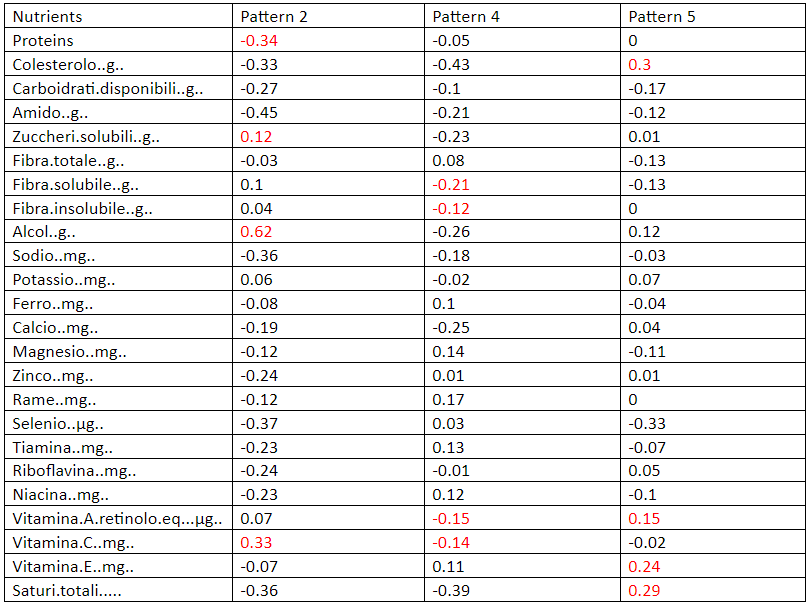 Nutrients Pattern 2 Pattern 4 Pattern 5
Proteins -0.34 -0.05 0
Colesterolo..g.. -0.33 -0.43 0.3
Carboidrati.disponibili..g.. -0.27 -0.1 -0.17
Amido..g.. -0.45 -0.21 -0.12
Zuccheri.solubili..g.. 0.12 -0.23 0.01
Fibra.totale..g.. -0.03 0.08 -0.13
Fibra.solubile..g.. 0.1 -0.21 -0.13
Fibra.insolubile..g.. 0.04 -0.12 0
Alcol..g.. 0.62 -0.26 0.12
Sodio..mg.. -0.36 -0.18 -0.03
Potassio..mg.. 0.06 -0.02 0.07
Ferro..mg.. -0.08 0.1 -0.04
Calcio..mg.. -0.19 -0.25 0.04
Magnesio..mg.. -0.12 0.14 -0.11
Zinco..mg.. -0.24 0.01 0.01
Rame..mg.. -0.12 0.17 0
Selenio..µg.. -0.37 0.03 -0.33
Tiamina..mg.. -0.23 0.13 -0.07
Riboflavina..mg.. -0.24 -0.01 0.05
Niacina..mg.. -0.23 0.12 -0.1
Vitamina.A.retinolo.eq...µg.. 0.07 -0.15 0.15
Vitamina.C..mg.. 0.33 -0.14 -0.02
Vitamina.E..mg.. -0.07 0.11 0.24
Saturi.totali..... -0.36 -0.39 0.29